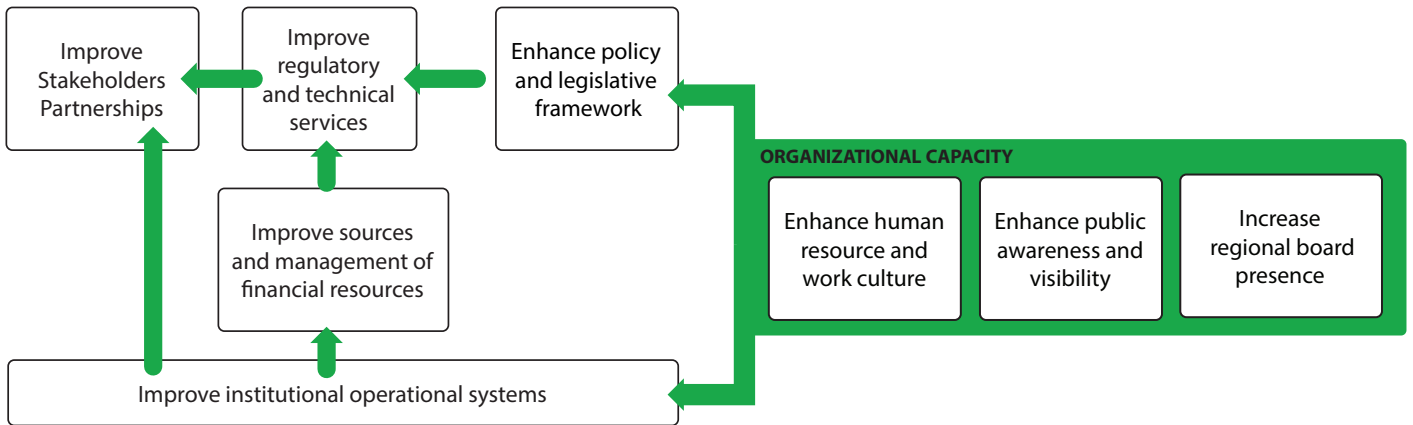 Improve
Stakeholders
Partnerships
Improve
regulatory
and technical
services
Enhance policy
and legislative
framework
ORGANIZATIONAL CAPACITY
Enhance human
resource and
work culture
Enhance public
awareness and
visibility
Increase
regional board
presence
Improve sources
and management of
financial resources
Improve institutional operational systems